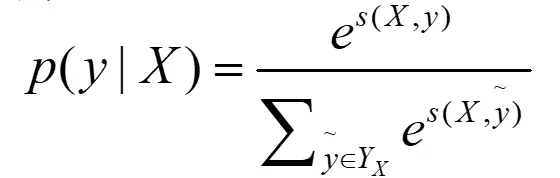 p(y | X) = e^{s(X,y)} / ∑_{ỹ∈Y_X} e^{s(X,ỹ)}